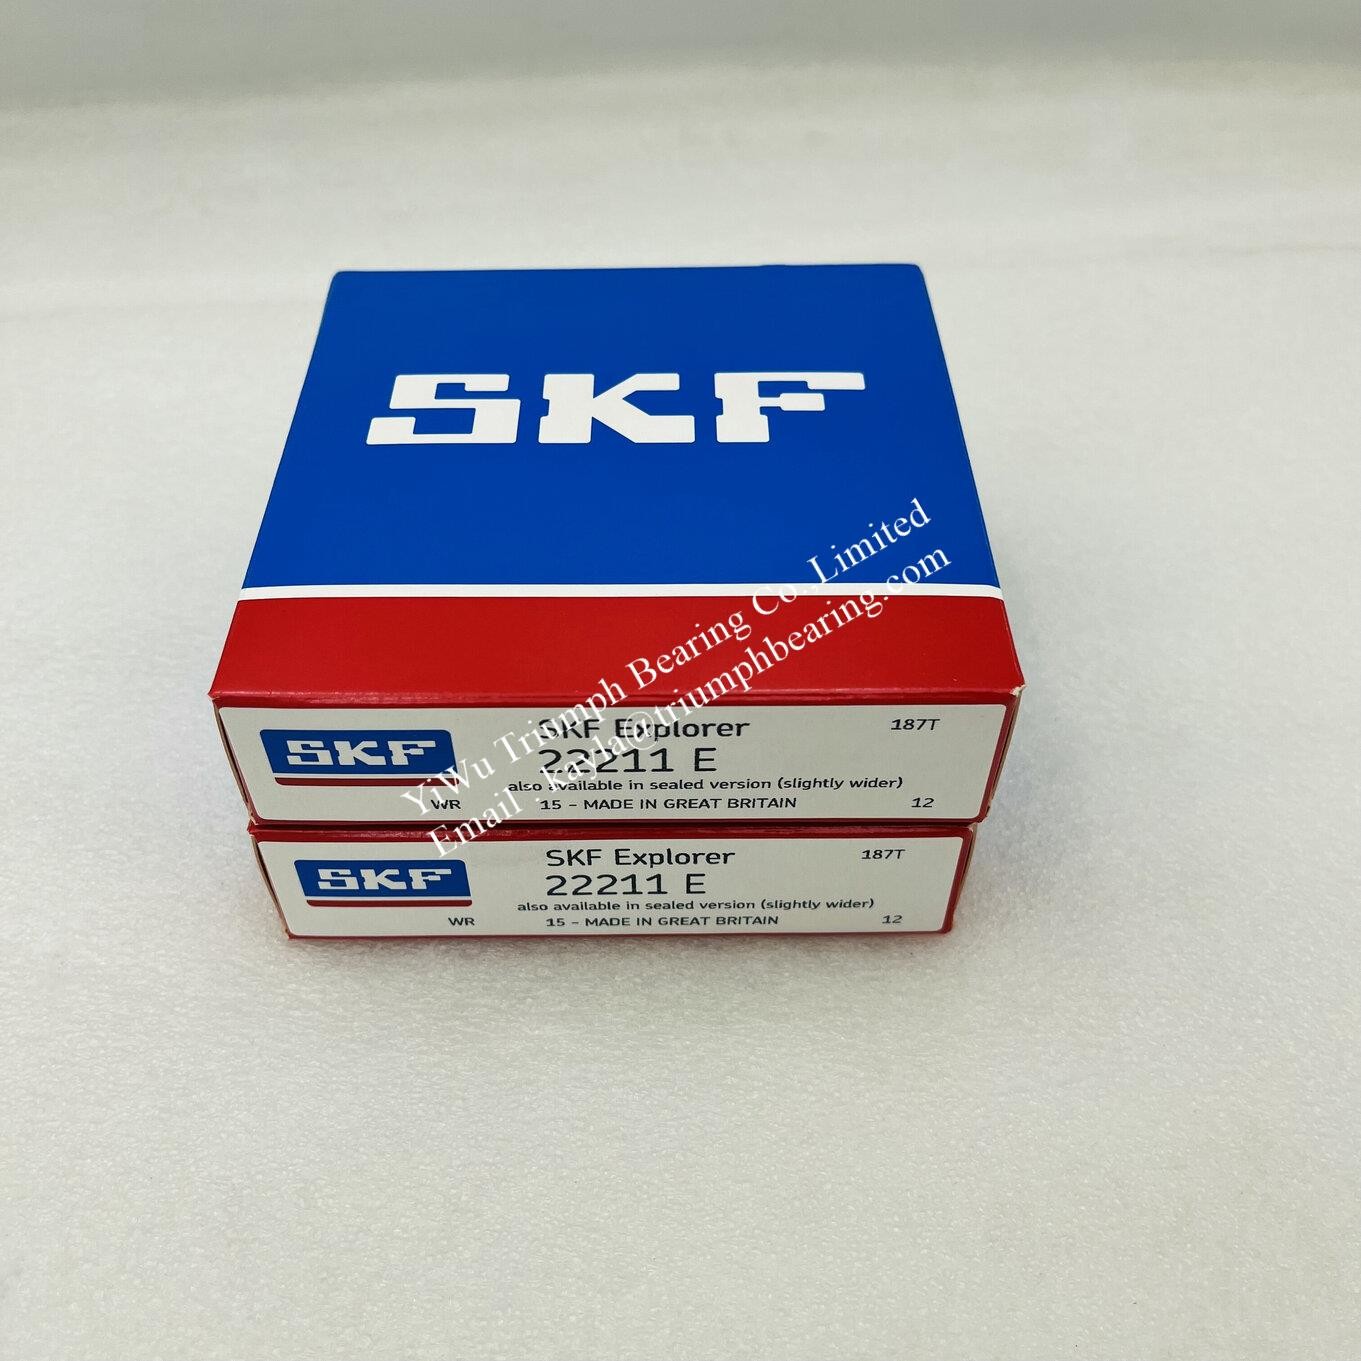 SKF
YiWu Triumph Bearing Co.,Limited
Email : kayla@triumphbearing.com
SKF
SKF Explorer
187T
22211 E
also available in sealed version (slightly wider)
WR
15 - MADE IN GREAT BRITAIN
12
SKF
SKF Explorer
187T
22211 E
also available in sealed version (slightly wider)
WR
15 - MADE IN GREAT BRITAIN
12